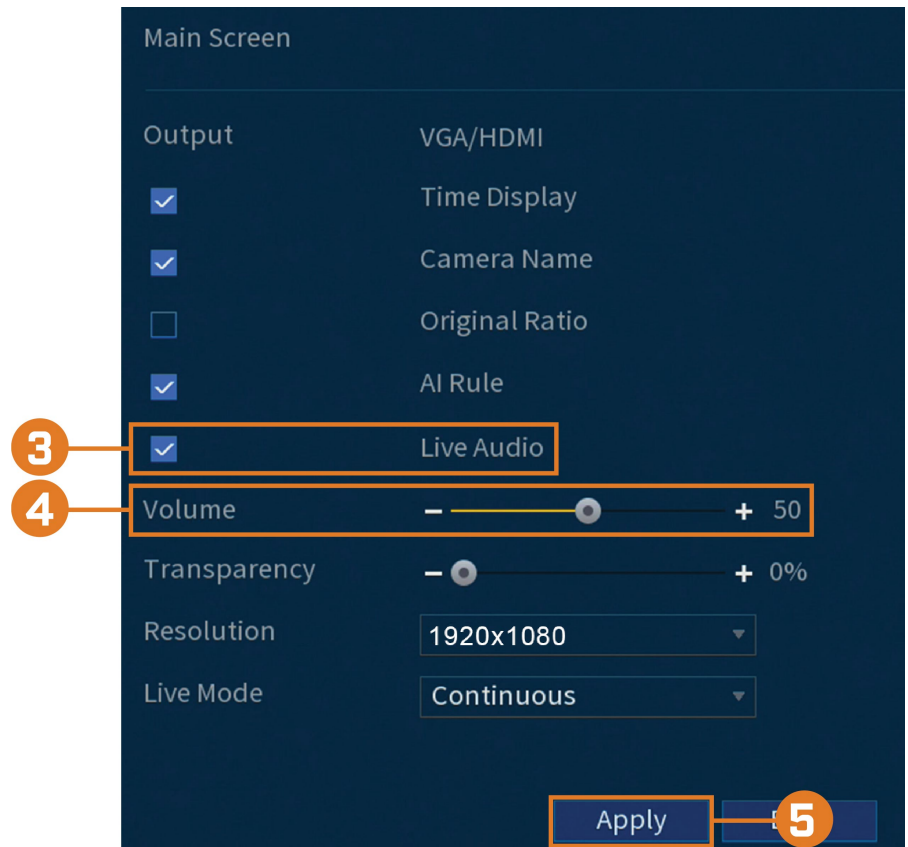 Main Screen
Output VGA/HDMI
Time Display
Camera Name
Original Ratio
AI Rule
3 Live Audio
4 Volume 50
Transparency 0%
Resolution 1920x1080
Live Mode Continuous
Apply 5